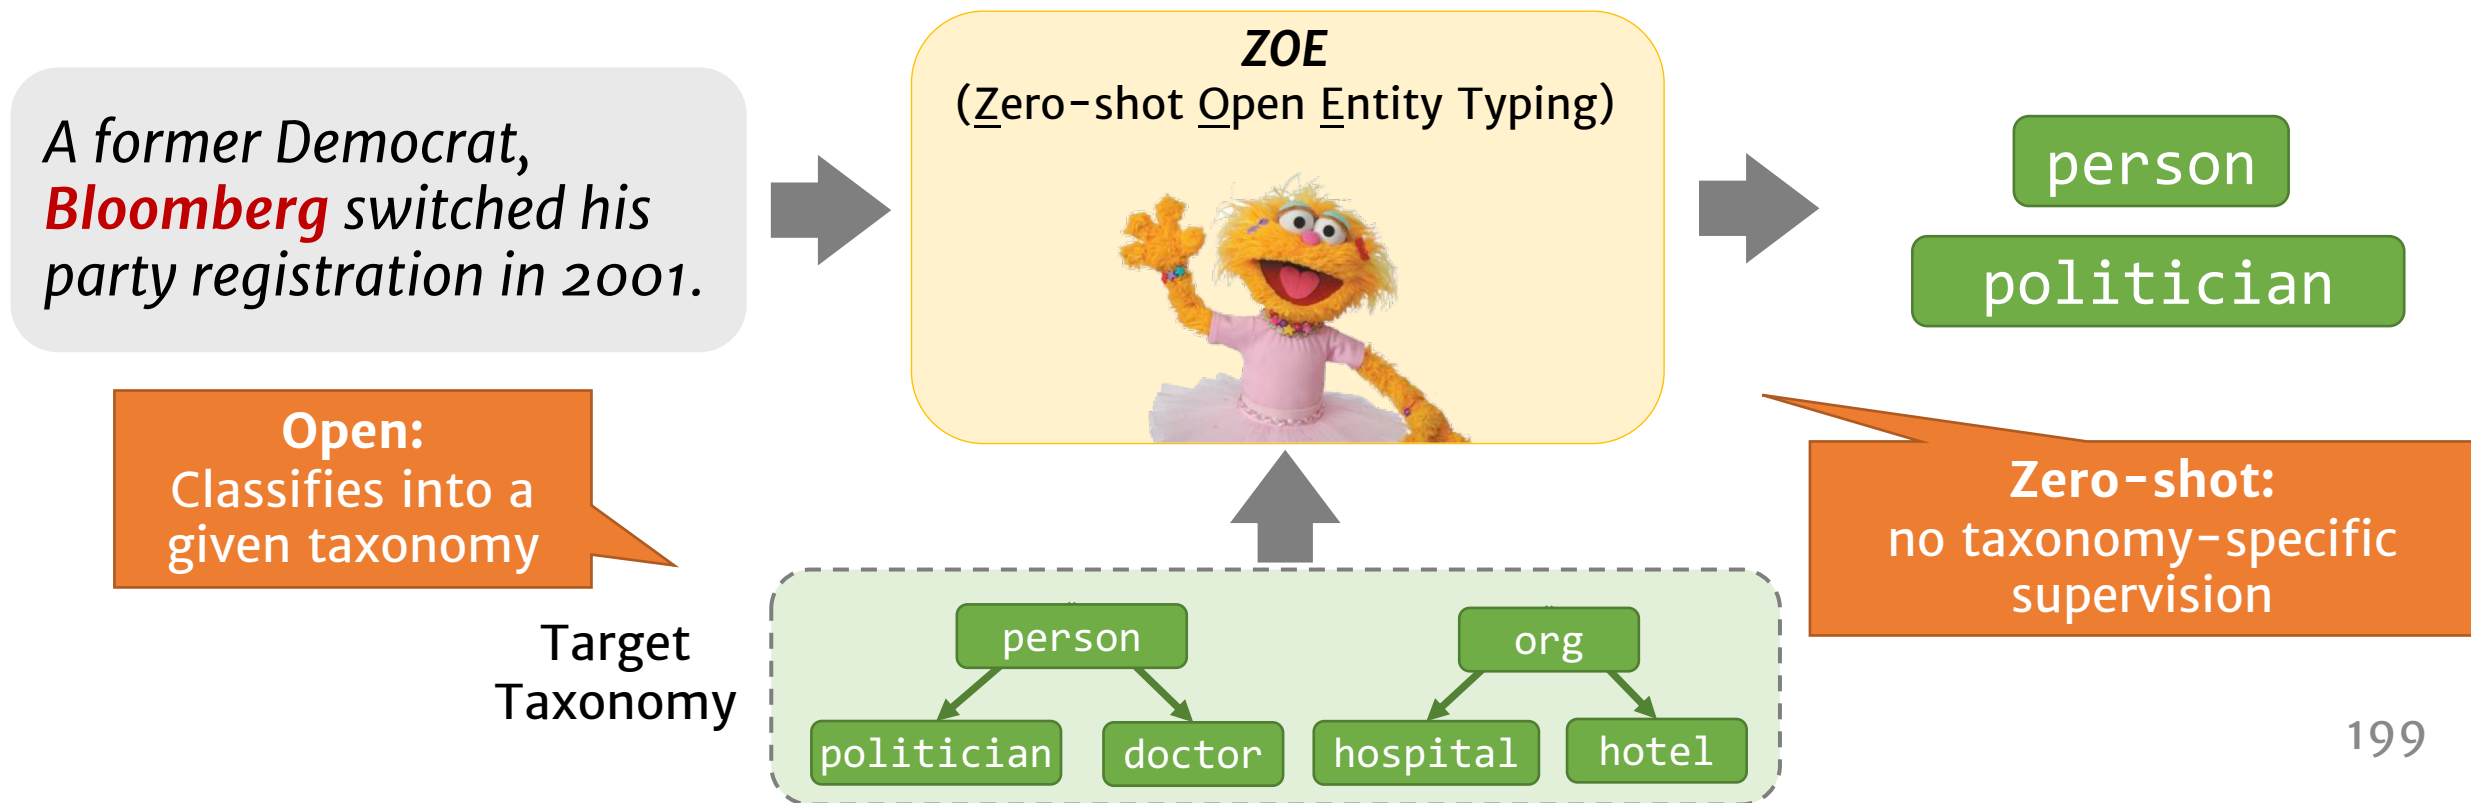 A former Democrat,
Bloomberg switched his
party registration in 2001.
ZOE
(Zero-shot Open Entity Typing)
person
politician
Open:
Classifies into a
given taxonomy
Zero-shot:
no taxonomy-specific
supervision
Target
Taxonomy
person
org
politician
doctor
hospital
hotel
199